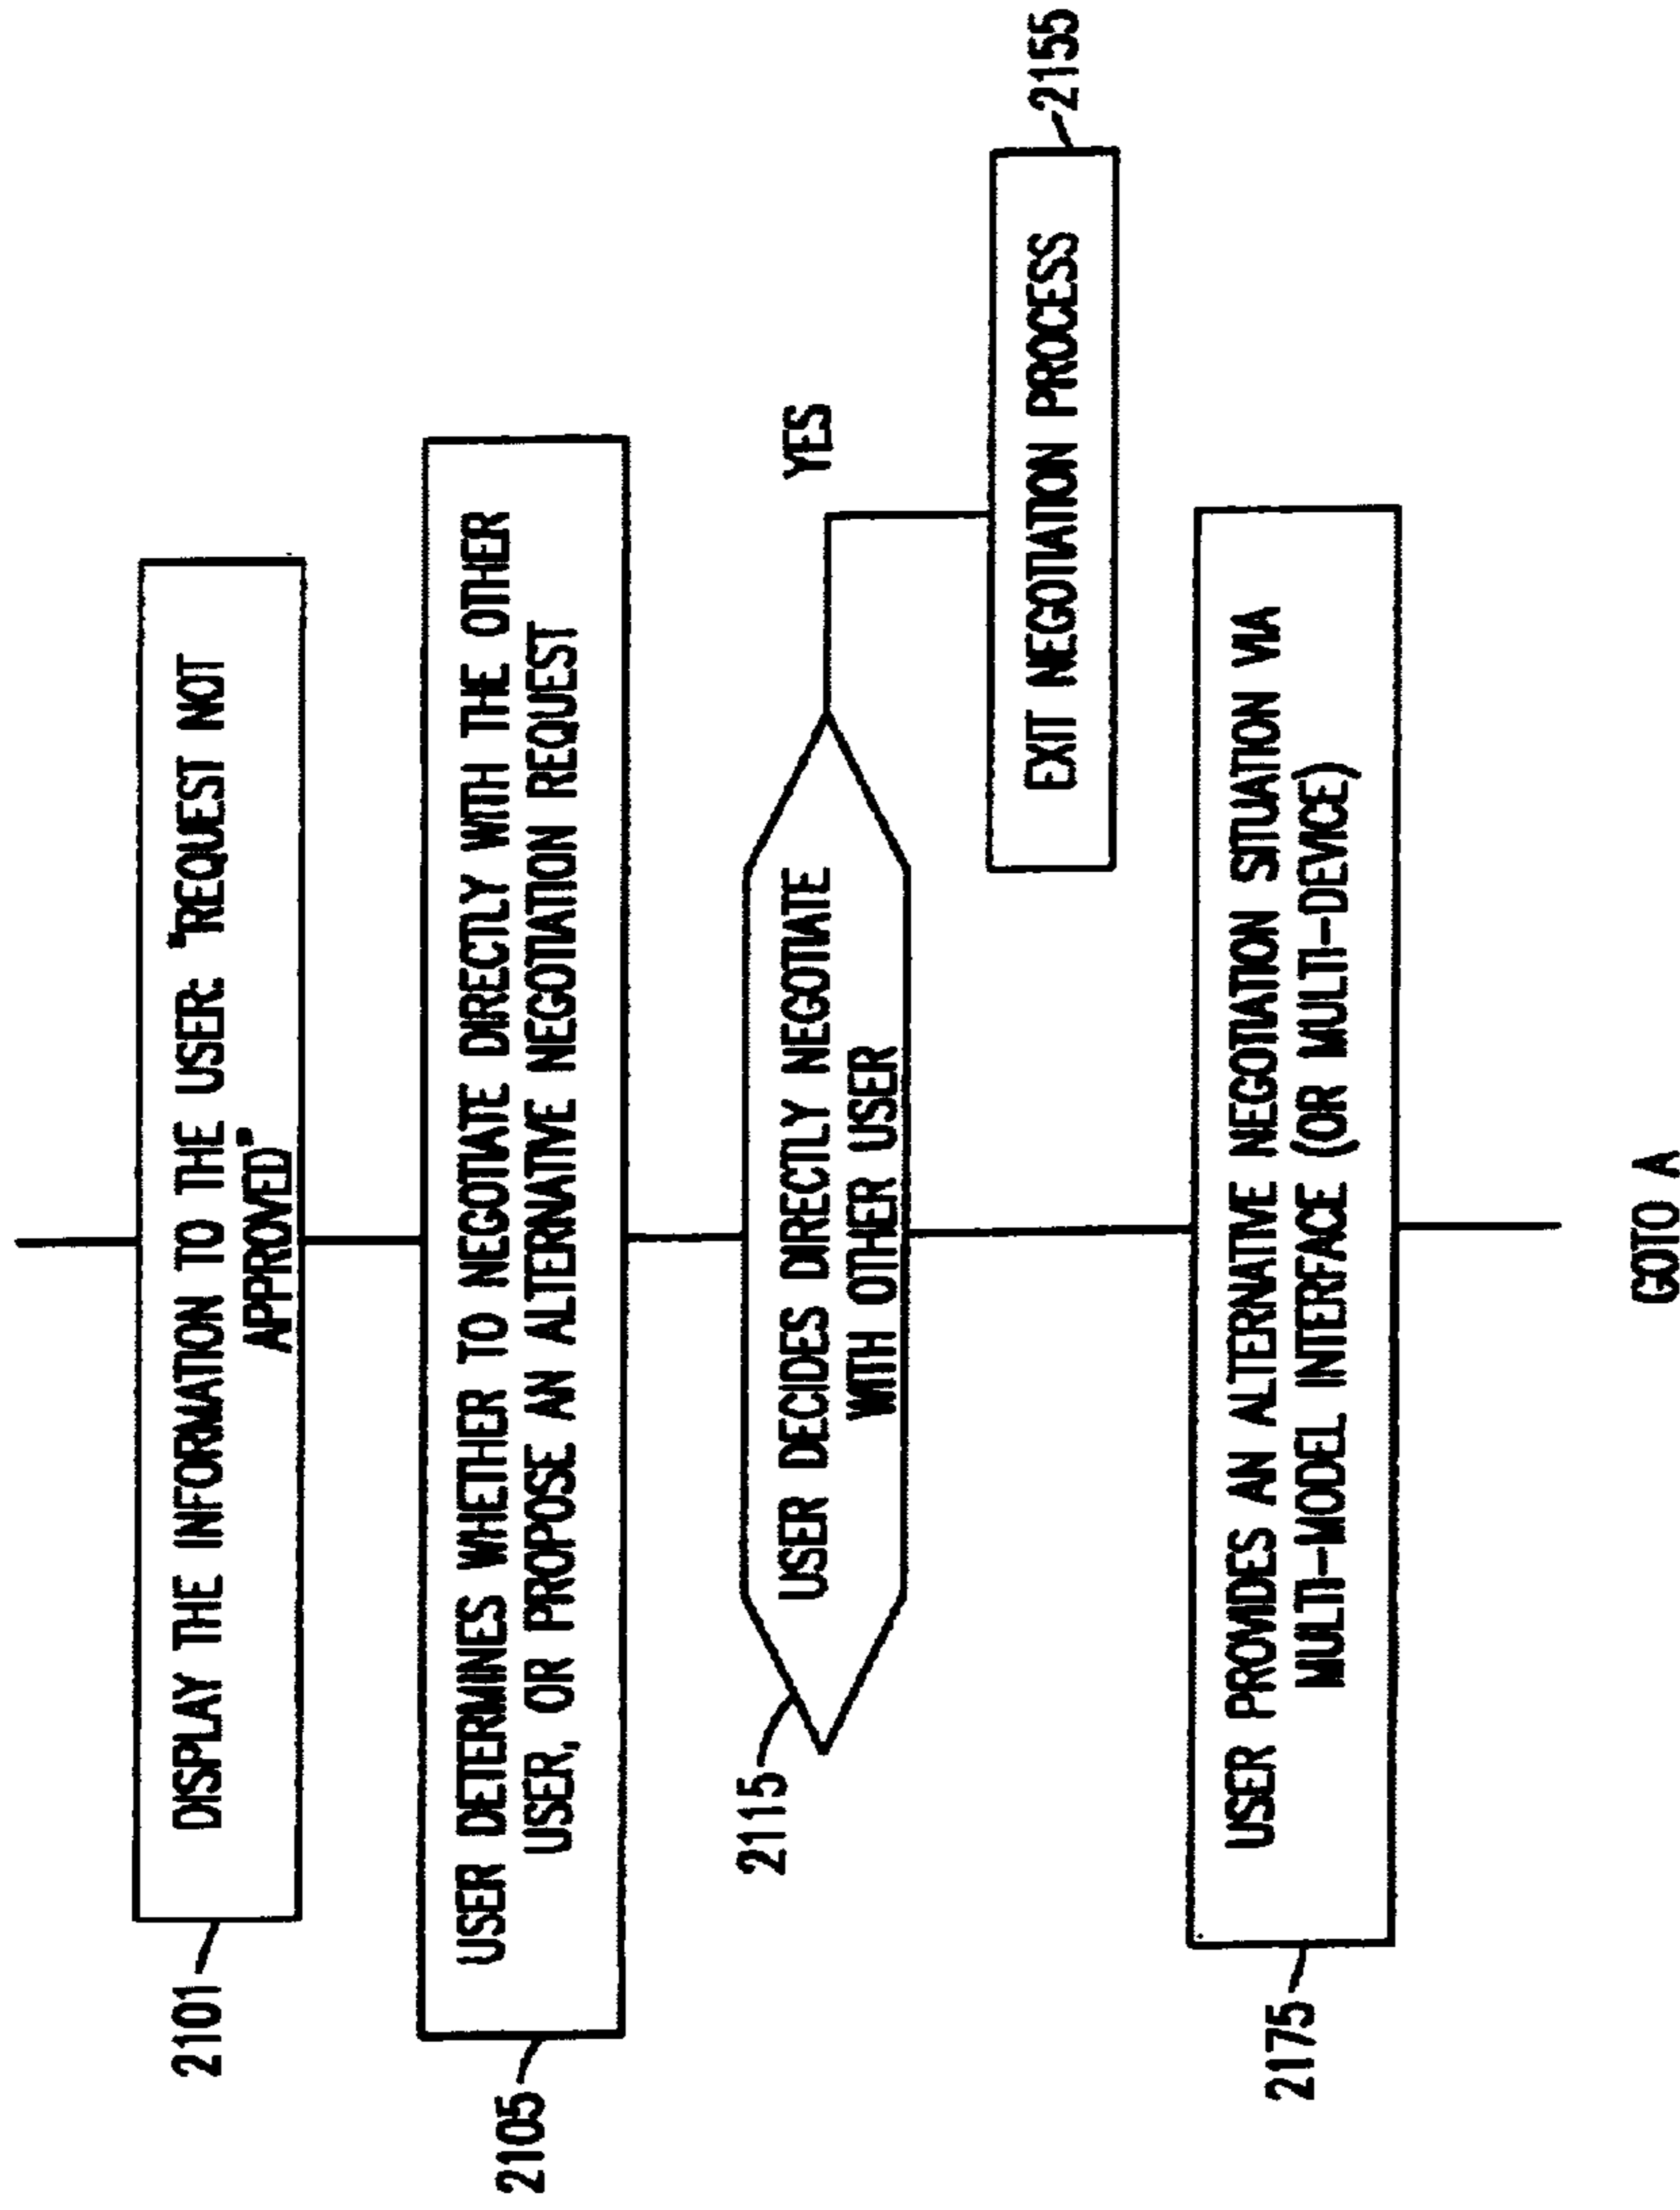 2101
DISPLAY THE INFORMATION TO THE USER: "REQUEST NOT
APPROVED"
2105
USER DETERMINES WHETHER TO NEGOTIATE DIRECTLY WITH THE OTHER
USER, OR PROPOSE AN ALTERNATIVE NEGOTIATION REQUEST
2115
USER DECIDES DIRECTLY NEGOTIATE
WITH OTHER USER
YES
EXIT NEGOTIATION PROCESS
2155
2175
USER PROVIDES AN ALTERNATIVE NEGOTIATION SITUATION VIA
MULTI-MODEL INTERFACE (OR MULTI-DEVICE)
GOTO A